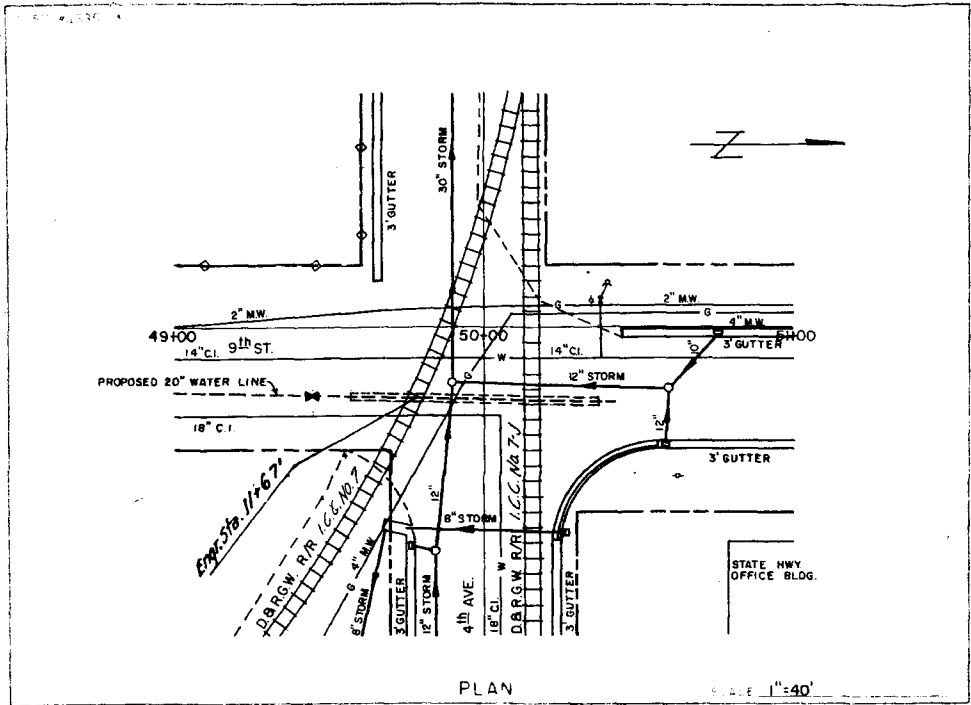 30" STORM
3' GUTTER
Z
2" M.W.
G
2" M.W.
G
4" M.W.
49+00
50+00
51+00
14" C.I.
9th ST.
W
14" C.I.
3' GUTTER
10"
G
12" STORM
PROPOSED 20" WATER LINE
12"
18" C.I.
3' GUTTER
Engr. Sta. 11+67'
12"
8" STORM
D.& R.G.W. R/R I.C.C. NO. 7
D.& R.G.W. R/R I.C.C. No. 7-J
G
4" M.W.
W
8" STORM
3' GUTTER
12" STORM
4th AVE.
18" C.I.
3' GUTTER
STATE HWY.
OFFICE BLDG.
PLAN
SCALE 1"=40'